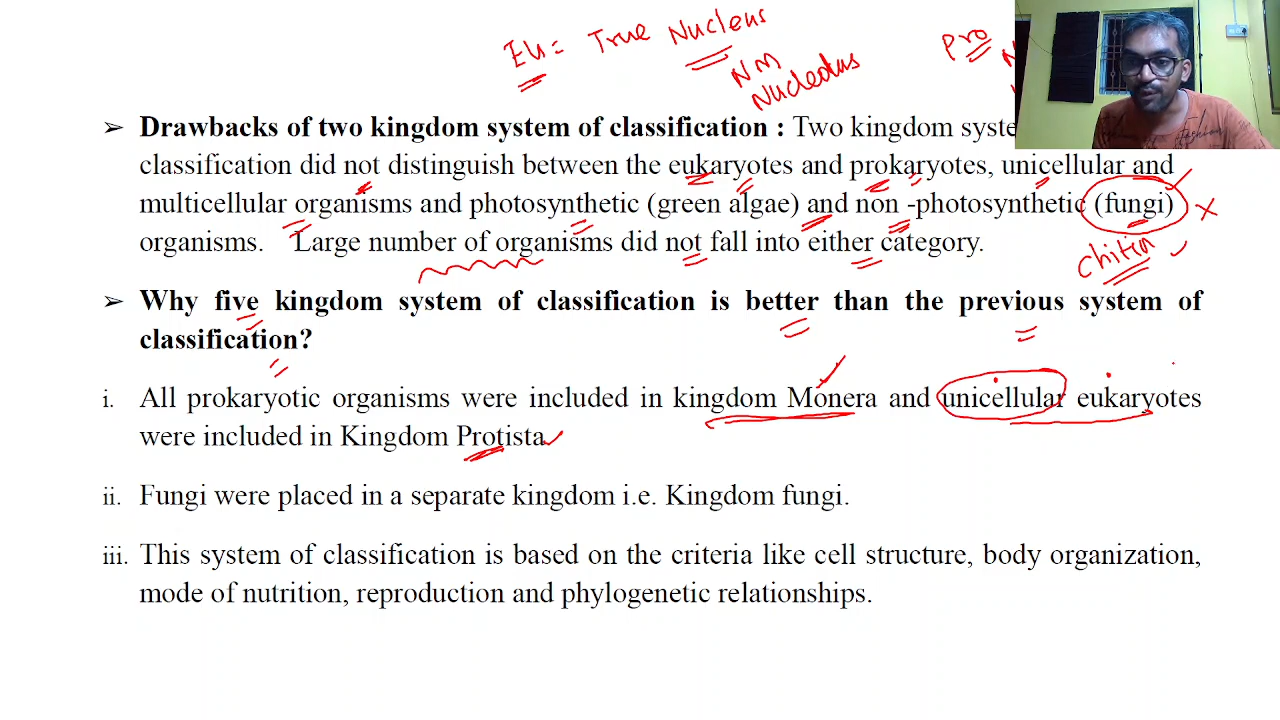 Eu = True Nucleus
NM
Nucleolus
Pro
➢ Drawbacks of two kingdom system of classification : Two kingdom syste
classification did not distinguish between the eukaryotes and prokaryotes, unicellular and
multicellular organisms and photosynthetic (green algae) and non -photosynthetic (fungi)
organisms. Large number of organisms did not fall into either category.
Chitin
➢ Why five kingdom system of classification is better than the previous system of
classification?
i. All prokaryotic organisms were included in kingdom Monera and unicellular eukaryotes
were included in Kingdom Protista
ii. Fungi were placed in a separate kingdom i.e. Kingdom fungi.
iii. This system of classification is based on the criteria like cell structure, body organization,
mode of nutrition, reproduction and phylogenetic relationships.